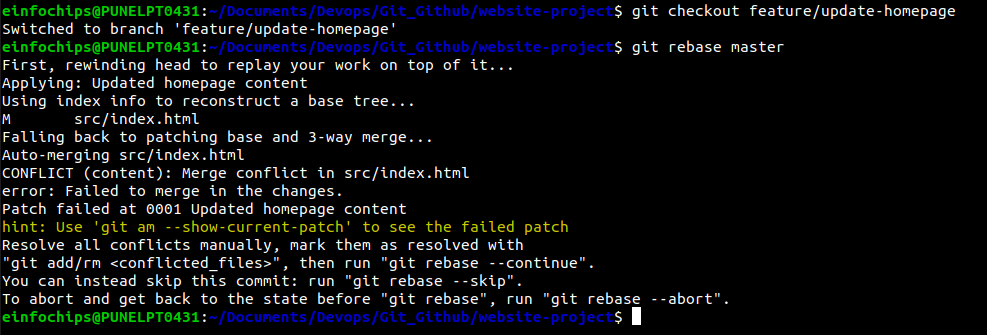 einfochips@PUNELPT0431:~/Documents/Devops/Git_Github/website-project$ git checkout feature/update-homepage
Switched to branch 'feature/update-homepage'
einfochips@PUNELPT0431:~/Documents/Devops/Git_Github/website-project$ git rebase master
First, rewinding head to replay your work on top of it...
Applying: Updated homepage content
Using index info to reconstruct a base tree...
M       src/index.html
Falling back to patching base and 3-way merge...
Auto-merging src/index.html
CONFLICT (content): Merge conflict in src/index.html
error: Failed to merge in the changes.
Patch failed at 0001 Updated homepage content
hint: Use 'git am --show-current-patch' to see the failed patch
Resolve all conflicts manually, mark them as resolved with
"git add/rm <conflicted_files>", then run "git rebase --continue".
You can instead skip this commit: run "git rebase --skip".
To abort and get back to the state before "git rebase", run "git rebase --abort".
einfochips@PUNELPT0431:~/Documents/Devops/Git_Github/website-project$